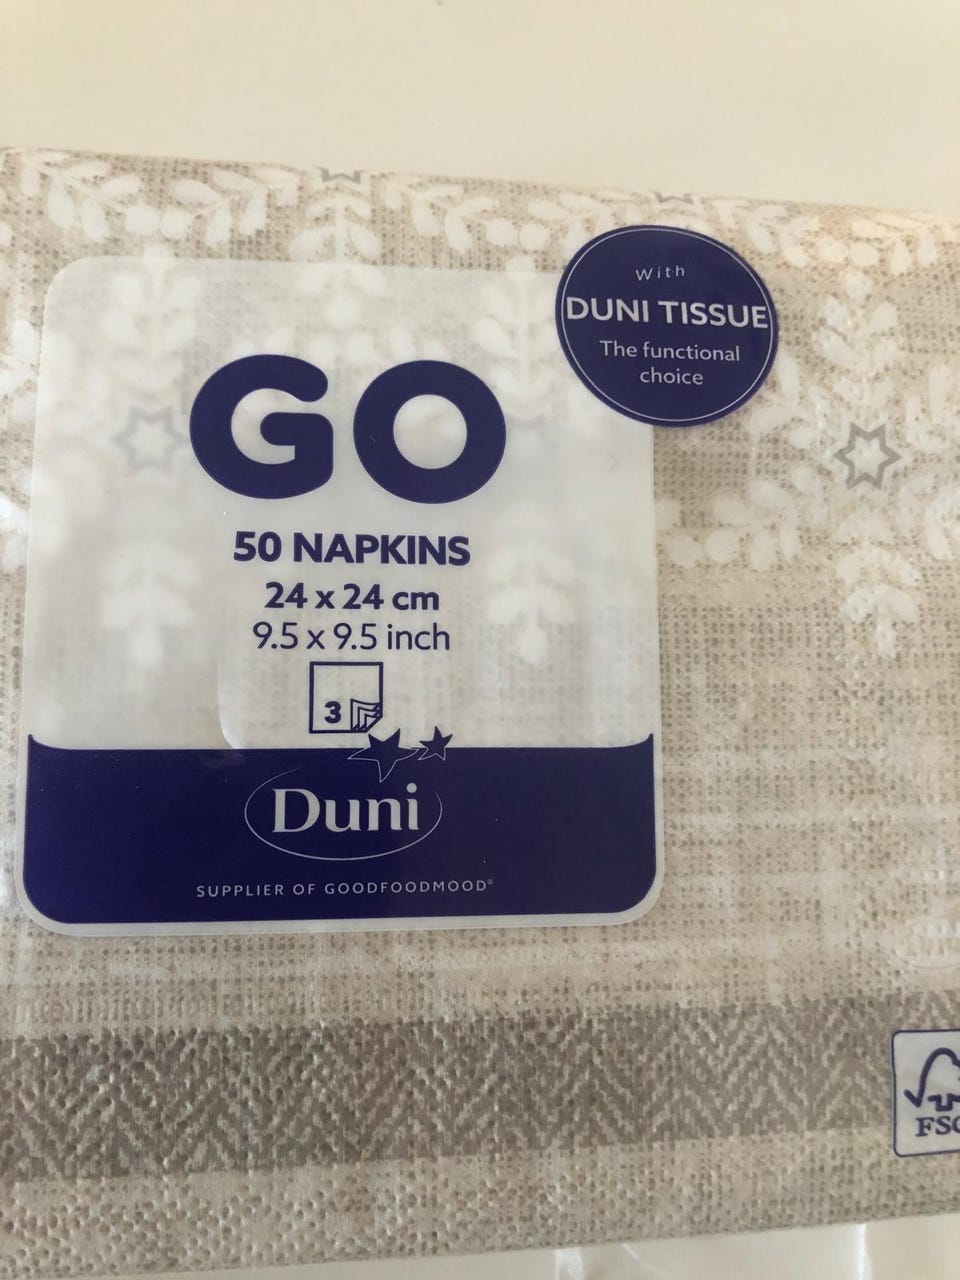 With
DUNI TISSUE
The functional
choice
GO
50 NAPKINS
24 x 24 cm
9.5 x 9.5 inch
3
Duni
SUPPLIER OF GOODFOODMOOD®